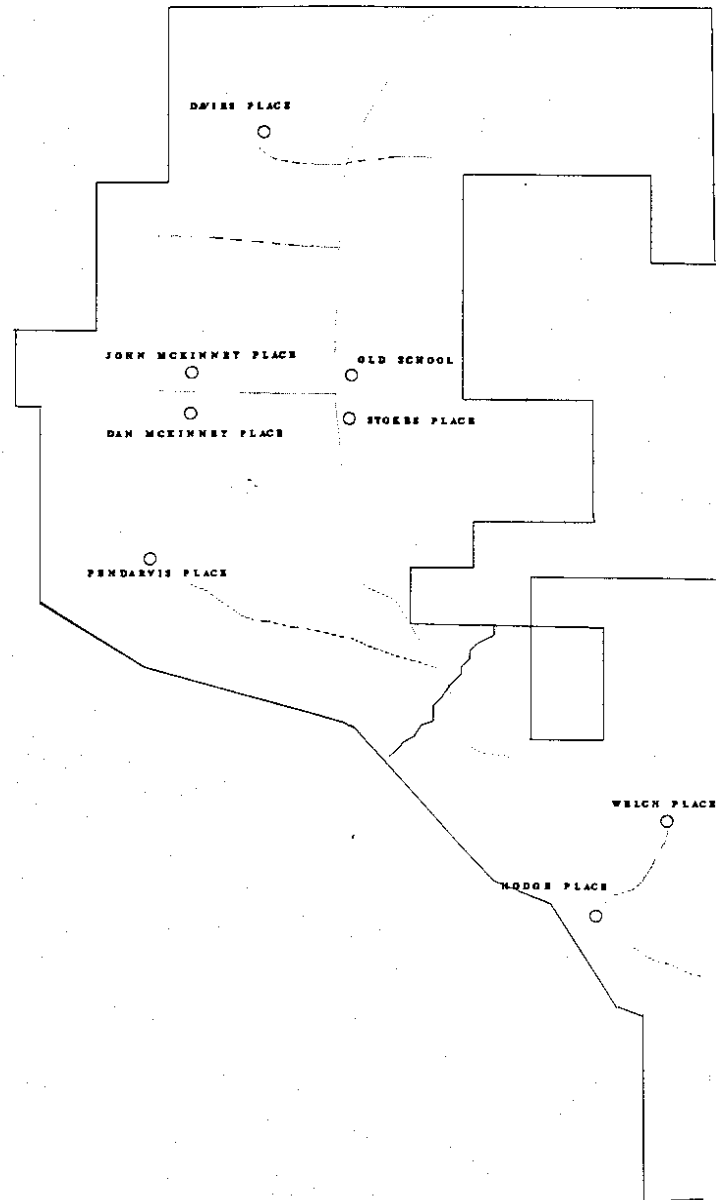 DAVIES PLACE
JOHN MCKINNEY PLACE
OLD SCHOOL
DAN MCKINNEY PLACE
STOKES PLACE
PENDARVIS PLACE
WELCH PLACE
HODGE PLACE